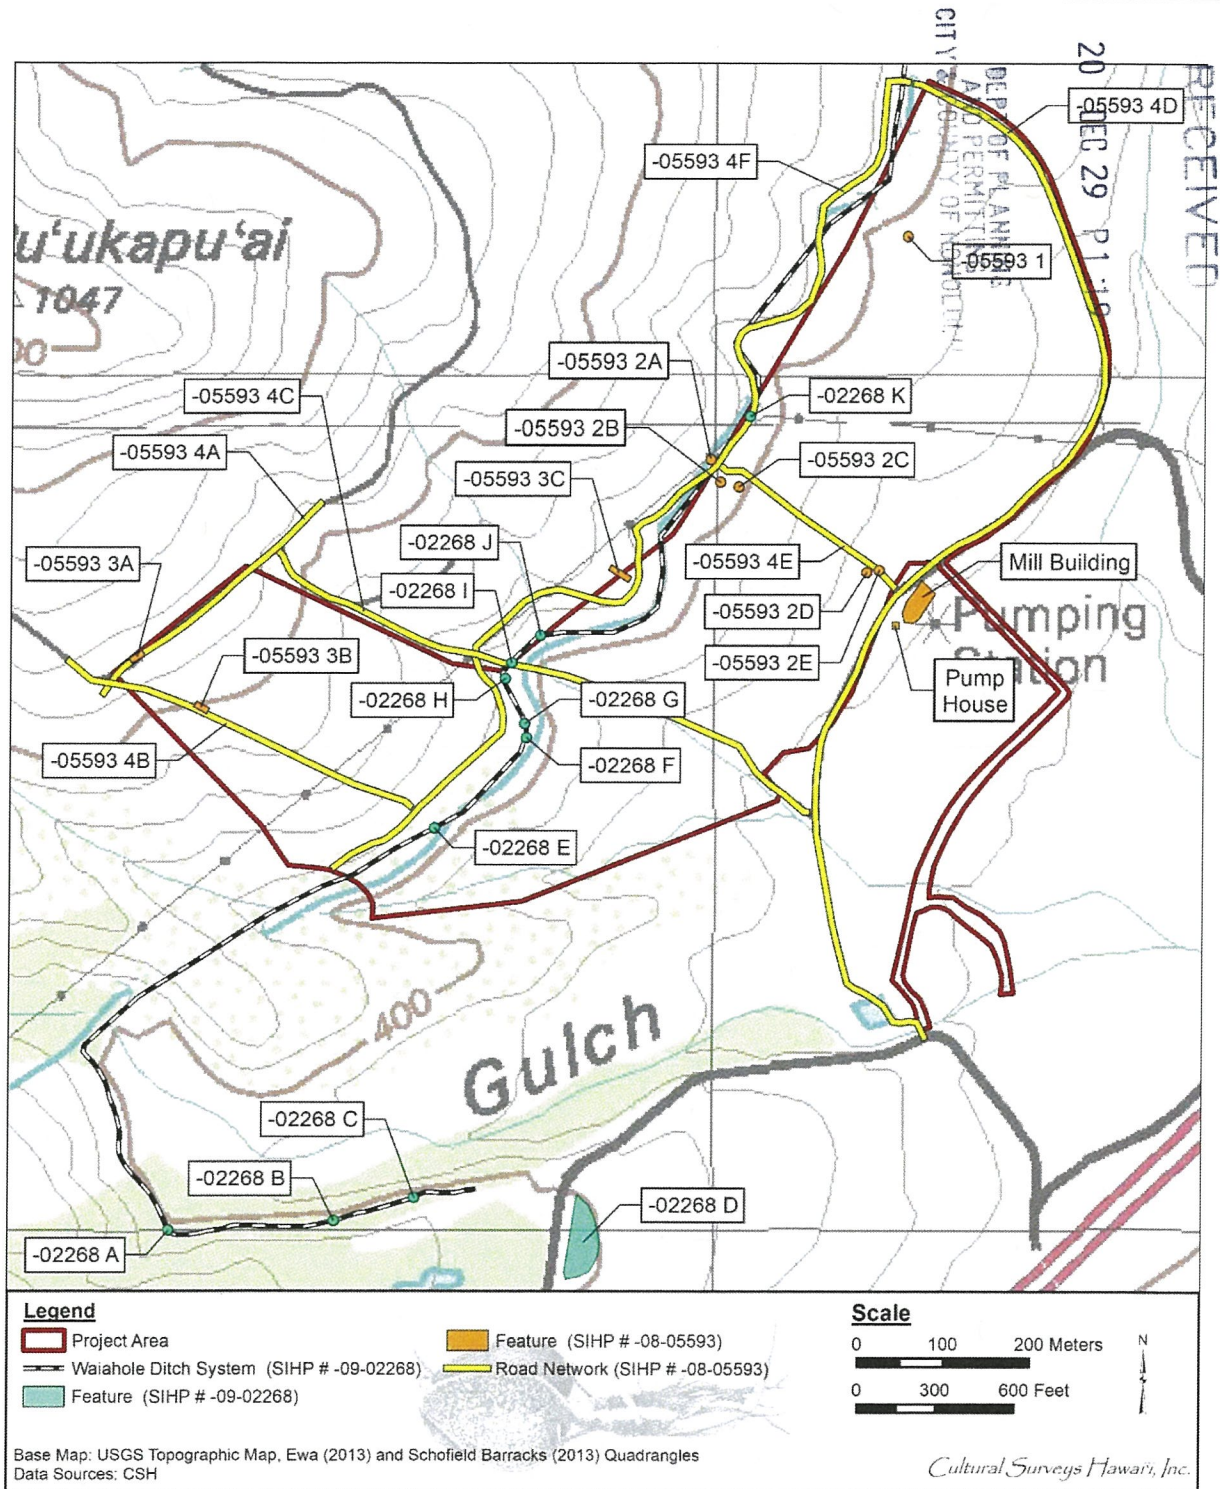 RECEIVED
20 DEC 29 P1:18
DEP. OF PLANNING
AND PERMITTING
CITY & COUNTY OF
-05593 4D
-05593 4F
-05593 1
u'ukapu'ai
1047
00
-05593 2A
-05593 4C
-02268 K
-05593 2B
-05593 4A
-05593 2C
-05593 3C
-02268 J
-05593 3A
-05593 4E
Mill Building
-02268 I
-05593 2D
Pumping
Station
-05593 3B
-05593 2E
-02268 H
-02268 G
Pump
House
-05593 4B
-02268 F
-02268 E
400
Gulch
-02268 C
-02268 B
-02268 D
-02268 A
Legend
Project Area
Waiahole Ditch System (SIHP # -09-02268)
Feature (SIHP # -09-02268)
Feature (SIHP # -08-05593)
Road Network (SIHP # -08-05593)
Scale
0 100 200 Meters
0 300 600 Feet
N
Base Map: USGS Topographic Map, Ewa (2013) and Schofield Barracks (2013) Quadrangles
Data Sources: CSH
Cultural Surveys Hawai'i, Inc.